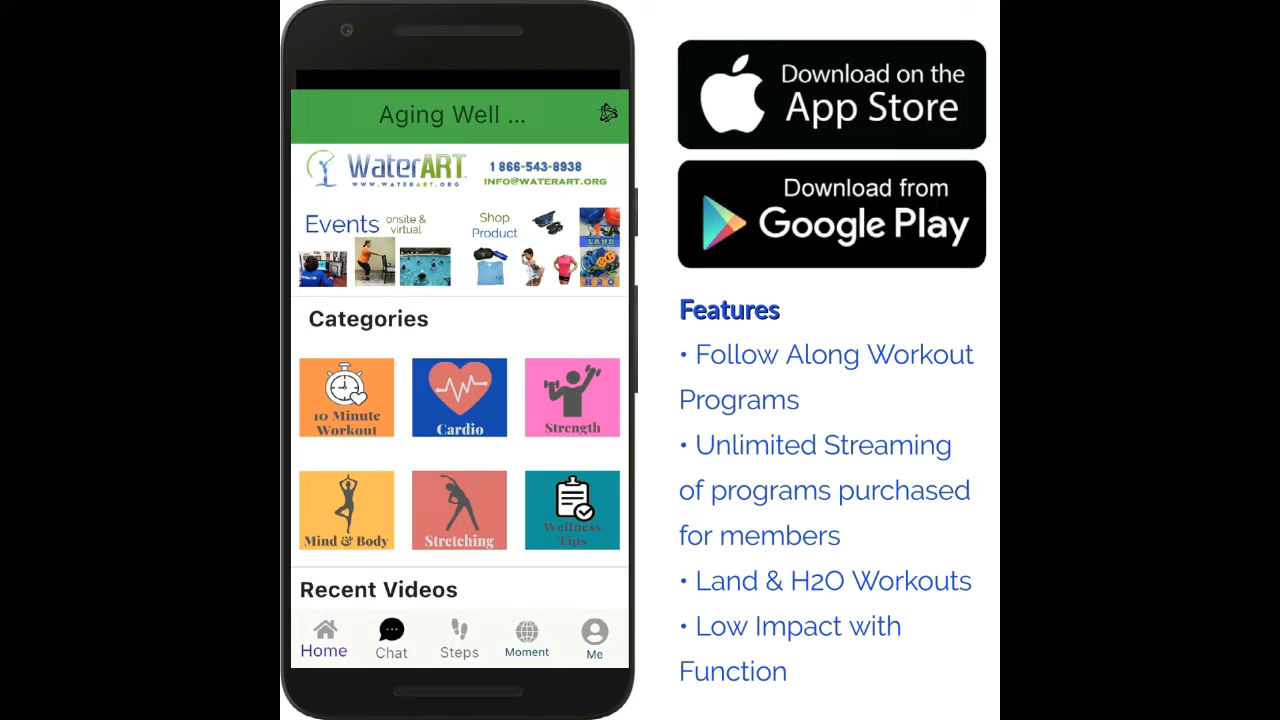 Aging Well ...
WaterART
WWW.WATERART.ORG
1 866-543-8938
INFO@WATERART.ORG
Events onsite &
virtual
Shop
Product
LAND
H2O
Categories
10 Minute
Workout
Cardio
Strength
Mind & Body
Stretching
Wellness
Tips
Recent Videos
Home
Chat
Steps
Moment
Me
Download on the
App Store
Download from
Google Play
Features
• Follow Along Workout
Programs
• Unlimited Streaming
of programs purchased
for members
• Land & H2O Workouts
• Low Impact with
Function